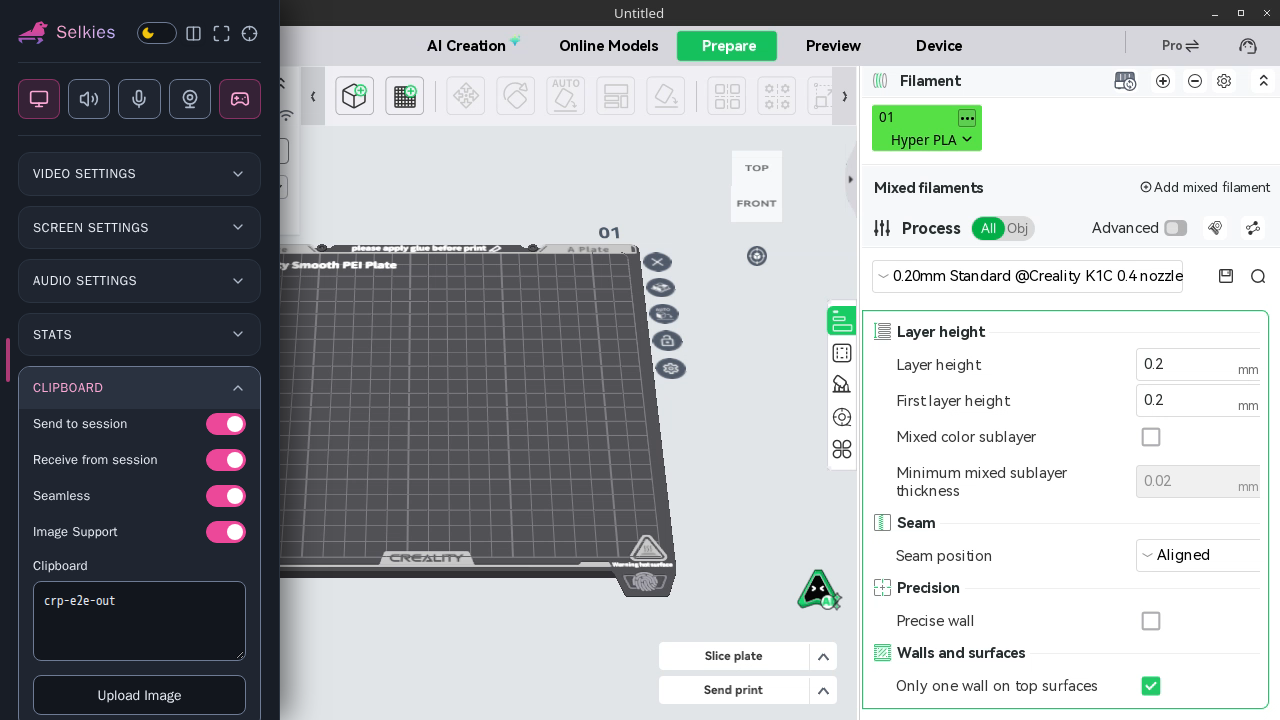 Untitled
Selkies
AI Creation
Online Models
Prepare
Preview
Device
Pro
VIDEO SETTINGS
SCREEN SETTINGS
AUDIO SETTINGS
STATS
CLIPBOARD
Send to session
Receive from session
Seamless
Image Support
Clipboard
crp-e2e-out
Upload Image
AUTO
TOP
FRONT
01
please apply glue before print
A Plate
Smooth PEI Plate
CREALITY
Warning hot surface
AI
Slice plate
Send print
Filament
01
Hyper PLA
Mixed filaments
Add mixed filament
Process
All
Obj
Advanced
0.20mm Standard @Creality K1C 0.4 nozzle
Layer height
Layer height
0.2
mm
First layer height
0.2
mm
Mixed color sublayer
Minimum mixed sublayer
thickness
0.02
mm
Seam
Seam position
Aligned
Precision
Precise wall
Walls and surfaces
Only one wall on top surfaces